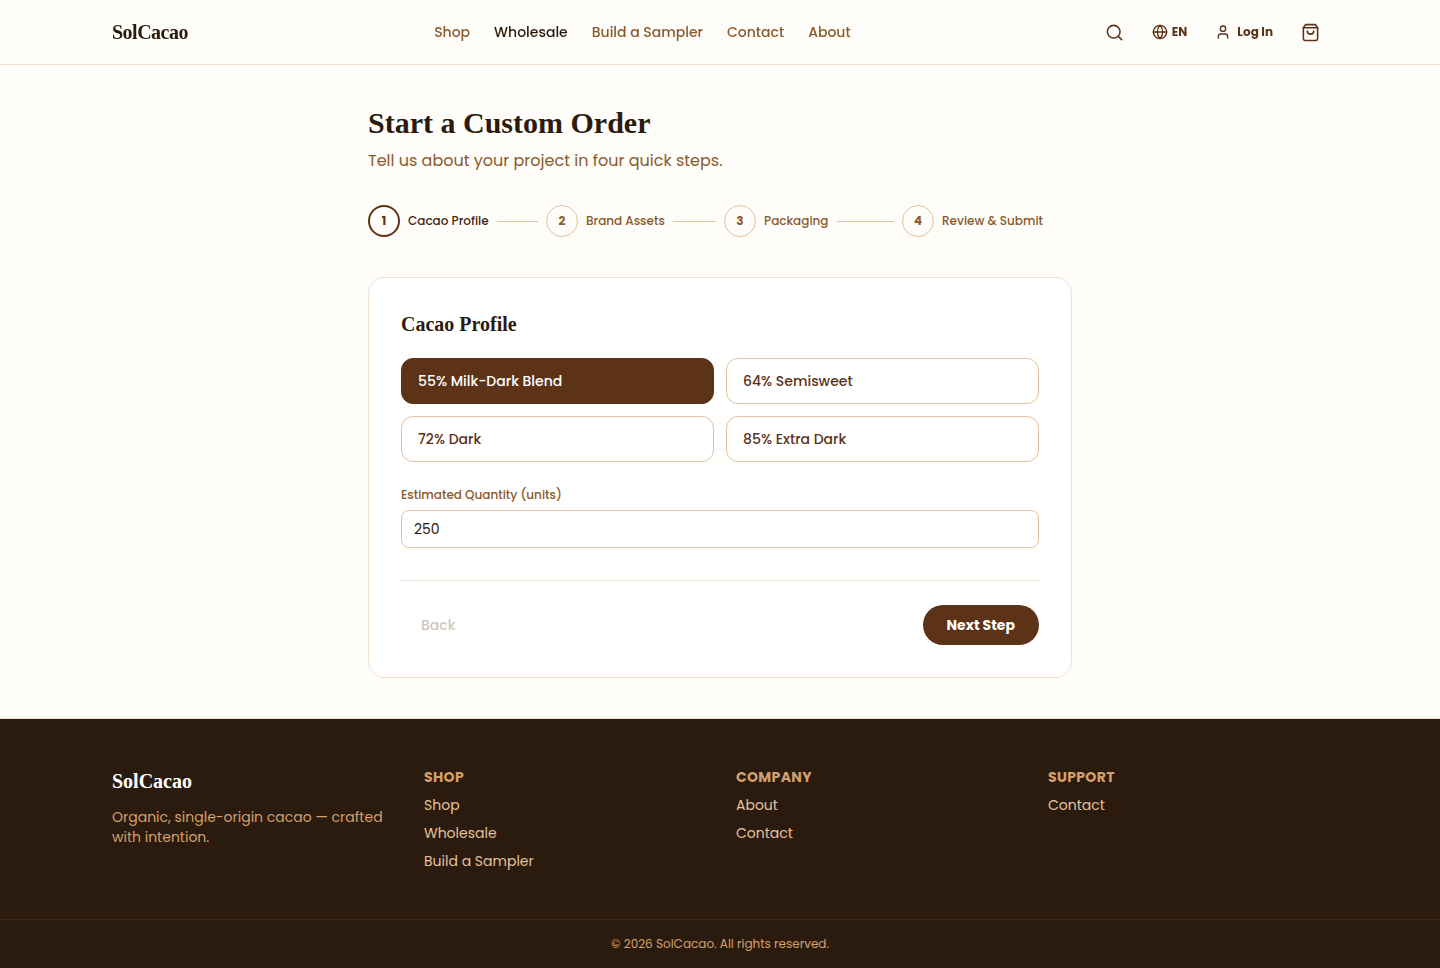 SolCacao
Shop
Wholesale
Build a Sampler
Contact
About
EN
Log In
Start a Custom Order
Tell us about your project in four quick steps.
1 Cacao Profile
2 Brand Assets
3 Packaging
4 Review & Submit
Cacao Profile
55% Milk-Dark Blend
64% Semisweet
72% Dark
85% Extra Dark
Estimated Quantity (units)
250
Back
Next Step
SolCacao
Organic, single-origin cacao — crafted
with intention.
SHOP
Shop
Wholesale
Build a Sampler
COMPANY
About
Contact
SUPPORT
Contact
© 2026 SolCacao. All rights reserved.